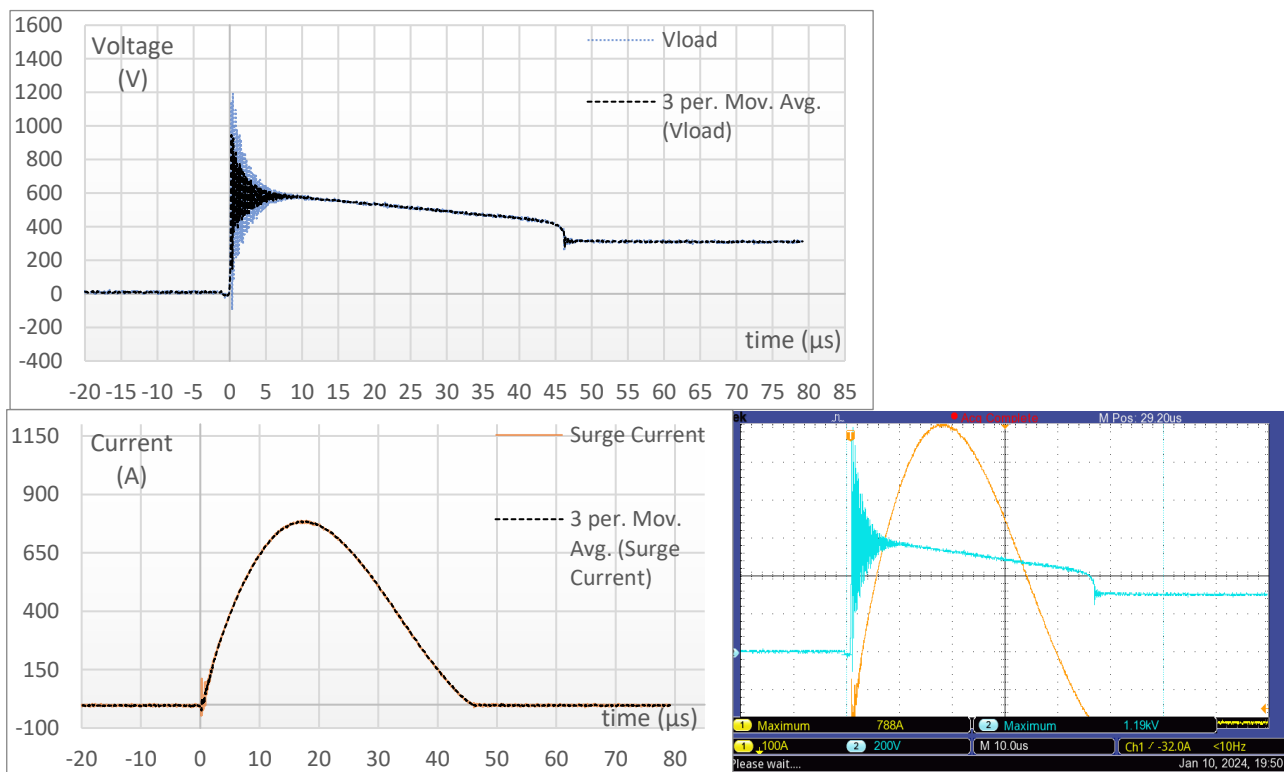 1600
1400
1200
1000
800
600
400
200
0
-200
-400
Voltage
(V)
Vload
3 per. Mov. Avg.
(Vload)
time (µs)
-20 -15 -10 -5 0 5 10 15 20 25 30 35 40 45 50 55 60 65 70 75 80 85
1150
900
650
400
150
-100
Current
(A)
Surge Current
3 per. Mov.
Avg. (Surge
Current)
time (µs)
-20 -10 0 10 20 30 40 50 60 70 80
ek
M Pos: 29.20us
T
2
1 Maximum 788A 2 Maximum 1.19kV
1 100A 2 200V M 10.0us Ch1 -32.0A <10Hz
Please wait.... Jan 10, 2024, 19:50